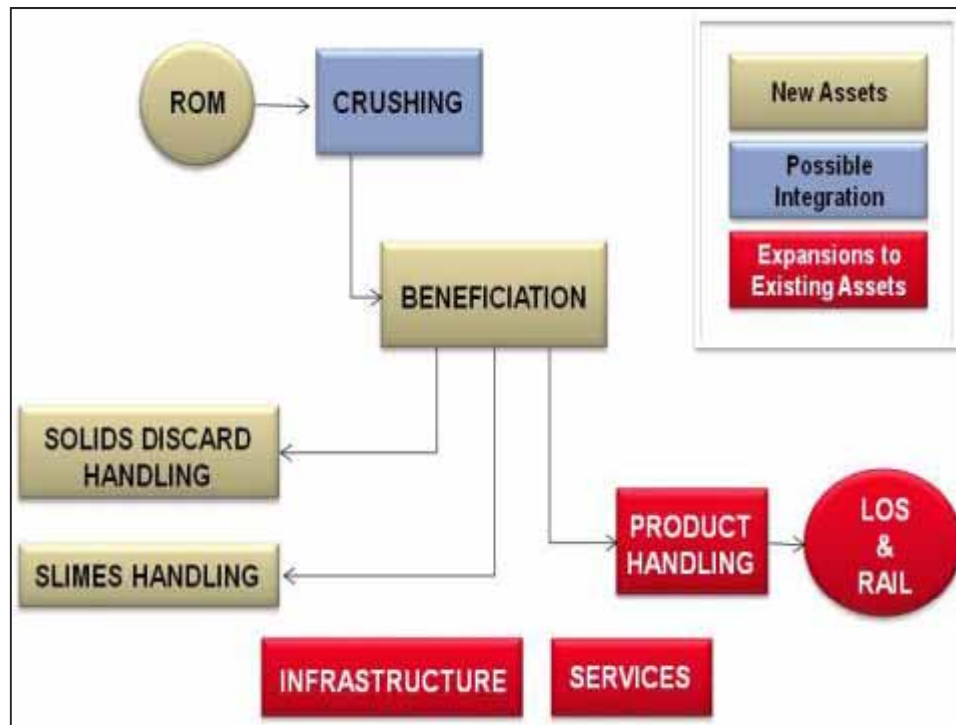 ROM
CRUSHING
New Assets
Possible
Integration
Expansions to
Existing Assets
BENEFICIATION
SOLIDS DISCARD
HANDLING
SLIMES HANDLING
PRODUCT
HANDLING
LOS
&
RAIL
INFRASTRUCTURE
SERVICES